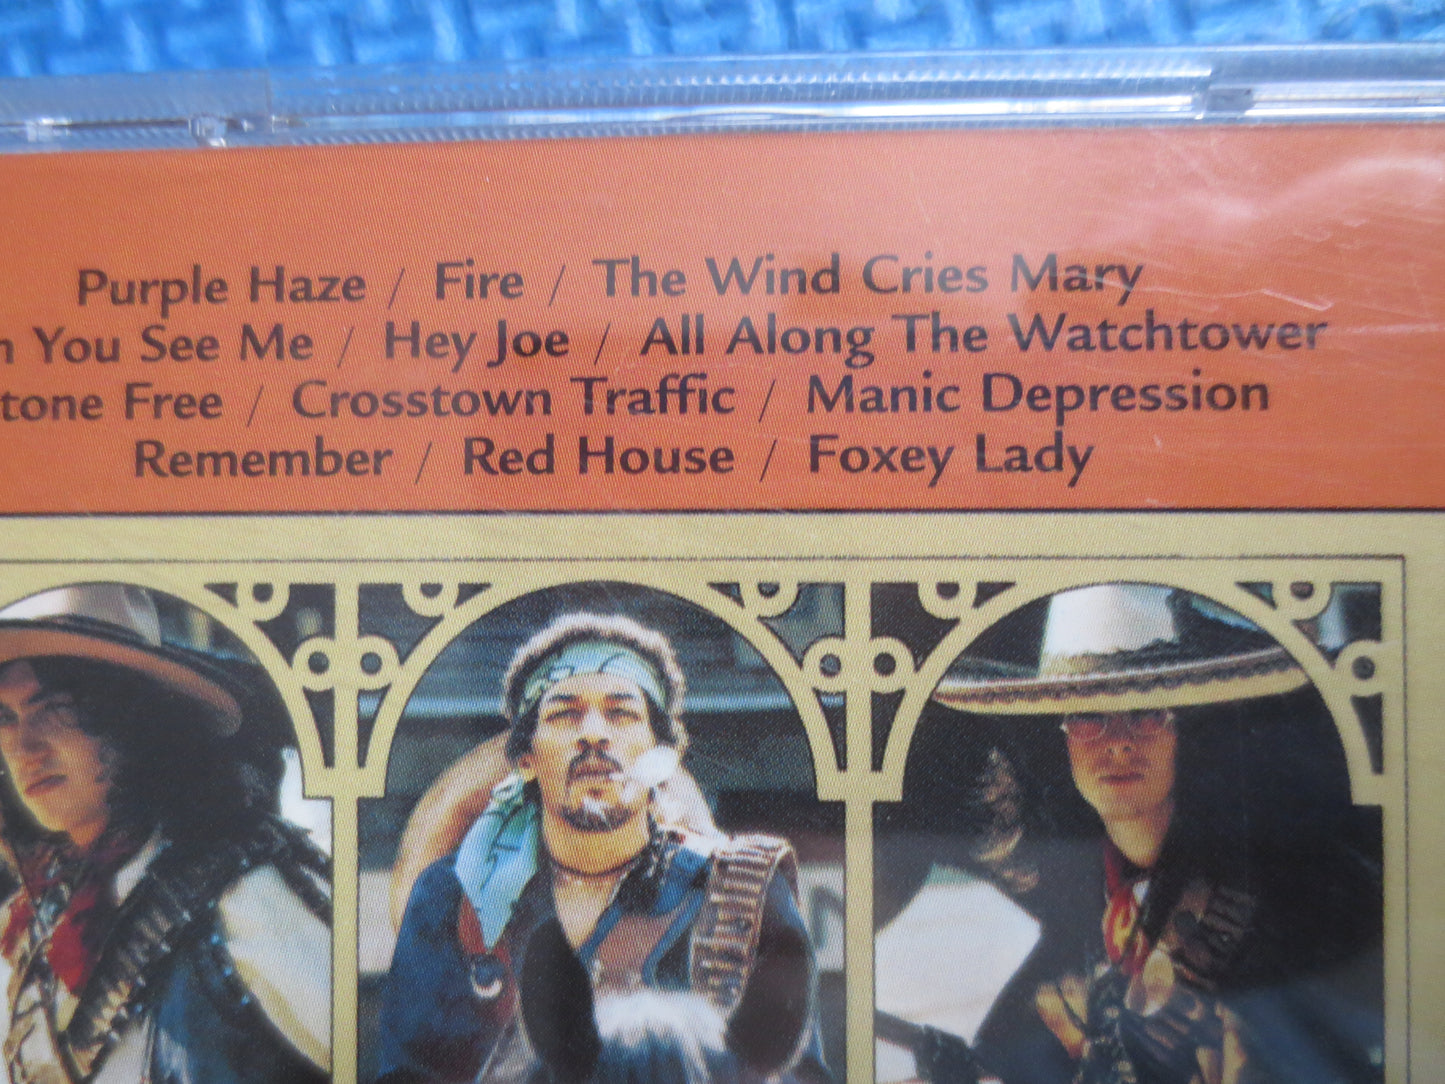 Purple Haze / Fire / The Wind Cries Mary
You See Me / Hey Joe / All Along The Watchtower
tone Free / Crosstown Traffic / Manic Depression
Remember / Red House / Foxey Lady